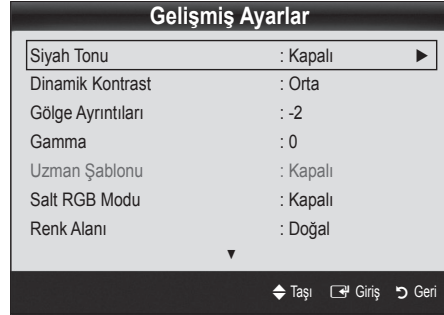 Gelişmiş Ayarlar
Siyah Tonu : Kapalı ►
Dinamik Kontrast : Orta
Gölge Ayrıntıları : -2
Gamma : 0
Uzman Şablonu : Kapalı
Salt RGB Modu : Kapalı
Renk Alanı : Doğal
▼
Taşı Giriş Geri